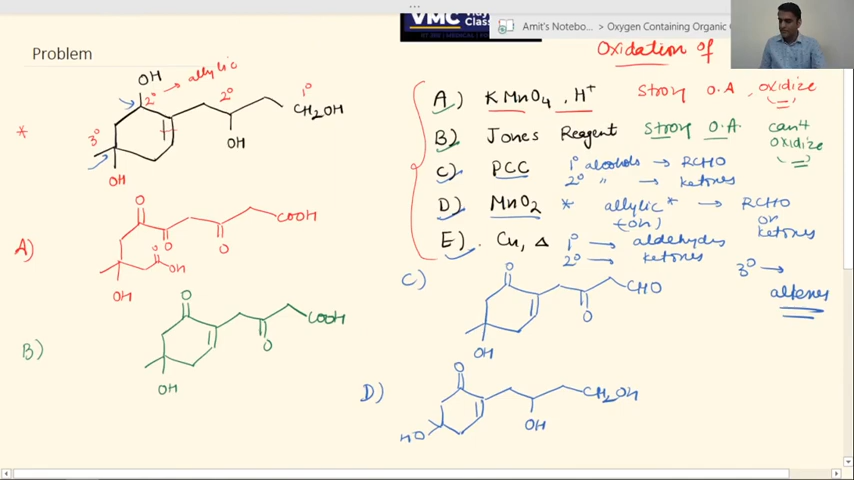 VMC
Class
Amit's Notebo... > Oxygen Containing Organic
Problem
Oxidation of
OH
2° → allylic
2°
1°
CH2OH
*
3°
OH
OH
A) KMnO4 , H+ Strong O.A, oxidize
B) Jones Reagent Strong O.A. can't oxidize
C) PCC 1° alcohols → RCHO
2° " → ketones
D) MnO2 * allylic * → RCHO
(-OH) or ketones
E) . Cu, Δ 1° → aldehydes
2° → ketones
3° → alkenes
A)
O
O
O
COOH
O
OH
OH
B)
O
O
COOH
OH
C)
O
O
CHO
OH
D)
O
CH2OH
OH
HO